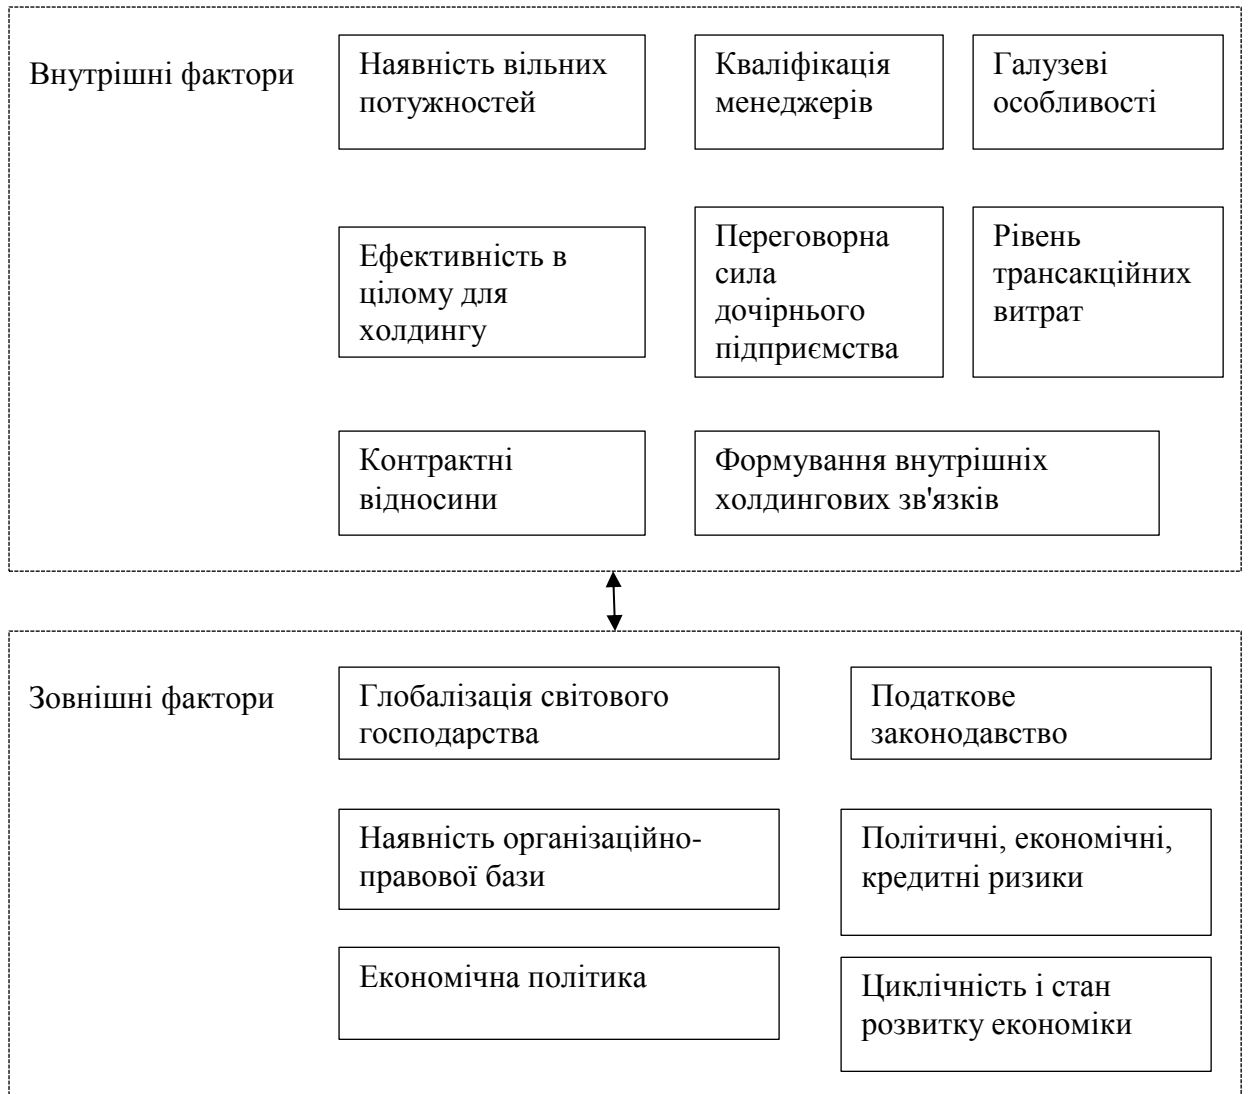 Внутрішні фактори
Наявність вільних
потужностей
Кваліфікація
менеджерів
Галузеві
особливості
Ефективність в
цілому для
холдингу
Переговорна
сила
дочірнього
підприємства
Рівень
трансакційних
витрат
Контрактні
відносини
Формування внутрішніх
холдингових зв'язків
Зовнішні фактори
Глобалізація світового
господарства
Податкове
законодавство
Наявність організаційно-
правової бази
Політичні, економічні,
кредитні ризики
Економічна політика
Циклічність і стан
розвитку економіки